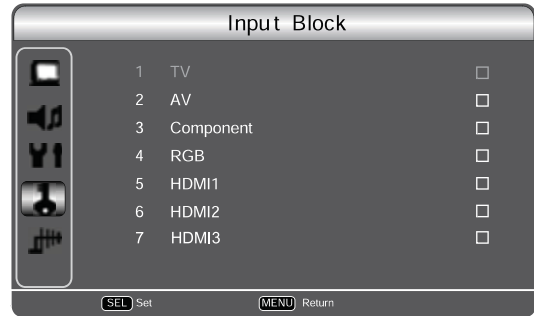 Input Block
1 TV
2 AV
3 Component
4 RGB
5 HDMI1
6 HDMI2
7 HDMI3
SEL Set MENU Return